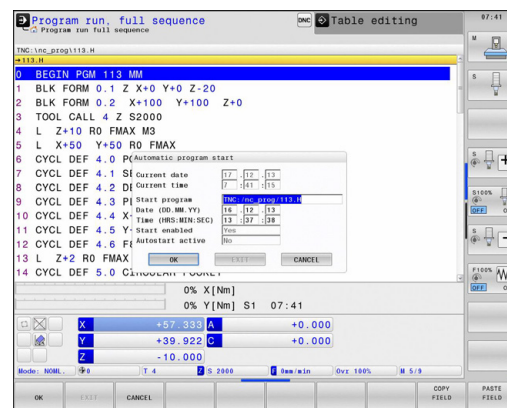 Program run, full sequence
DNC
Table editing
07:41
Program run full sequence
TNC:\nc_prog\113.H
→113.H
0 BEGIN PGM 113 MM
1 BLK FORM 0.1 Z X+0 Y+0 Z-20
2 BLK FORM 0.2 X+100 Y+100 Z+0
3 TOOL CALL 4 Z S2000
4 L Z+10 R0 FMAX M3
5 L X+50 Y+50 R0 FMAX
6 CYCL DEF 4.0
7 CYCL DEF 4.1
8 CYCL DEF 4.2
9 CYCL DEF 4.3
10 CYCL DEF 4.4
11 CYCL DEF 4.5
12 CYCL DEF 4.6
13 L Z+2 R0 FMAX
14 CYCL DEF 5.0 CIRCULAR POCKET
Automatic program start
Current date 17 . 12 . 13
Current time 7 : 41 : 15
Start program TNC:/nc_prog/113.H
Date (DD.MM.YY) 16 . 12 . 13
Time (HRS:MIN:SEC) 13 : 37 : 38
Start enabled Yes
Autostart active No
OK EXIT CANCEL
0% X[Nm]
0% Y[Nm] S1 07:41
X +57.333 A +0.000
Y +39.922 C +0.000
Z -10.000
Mode: NOML. 0 T 4 Z S 2000 F 0mm/min Ovr 100% M 5/9
M
S
S
S100%
OFF
S
F100% W
OFF
OK EXIT CANCEL COPY FIELD PASTE FIELD